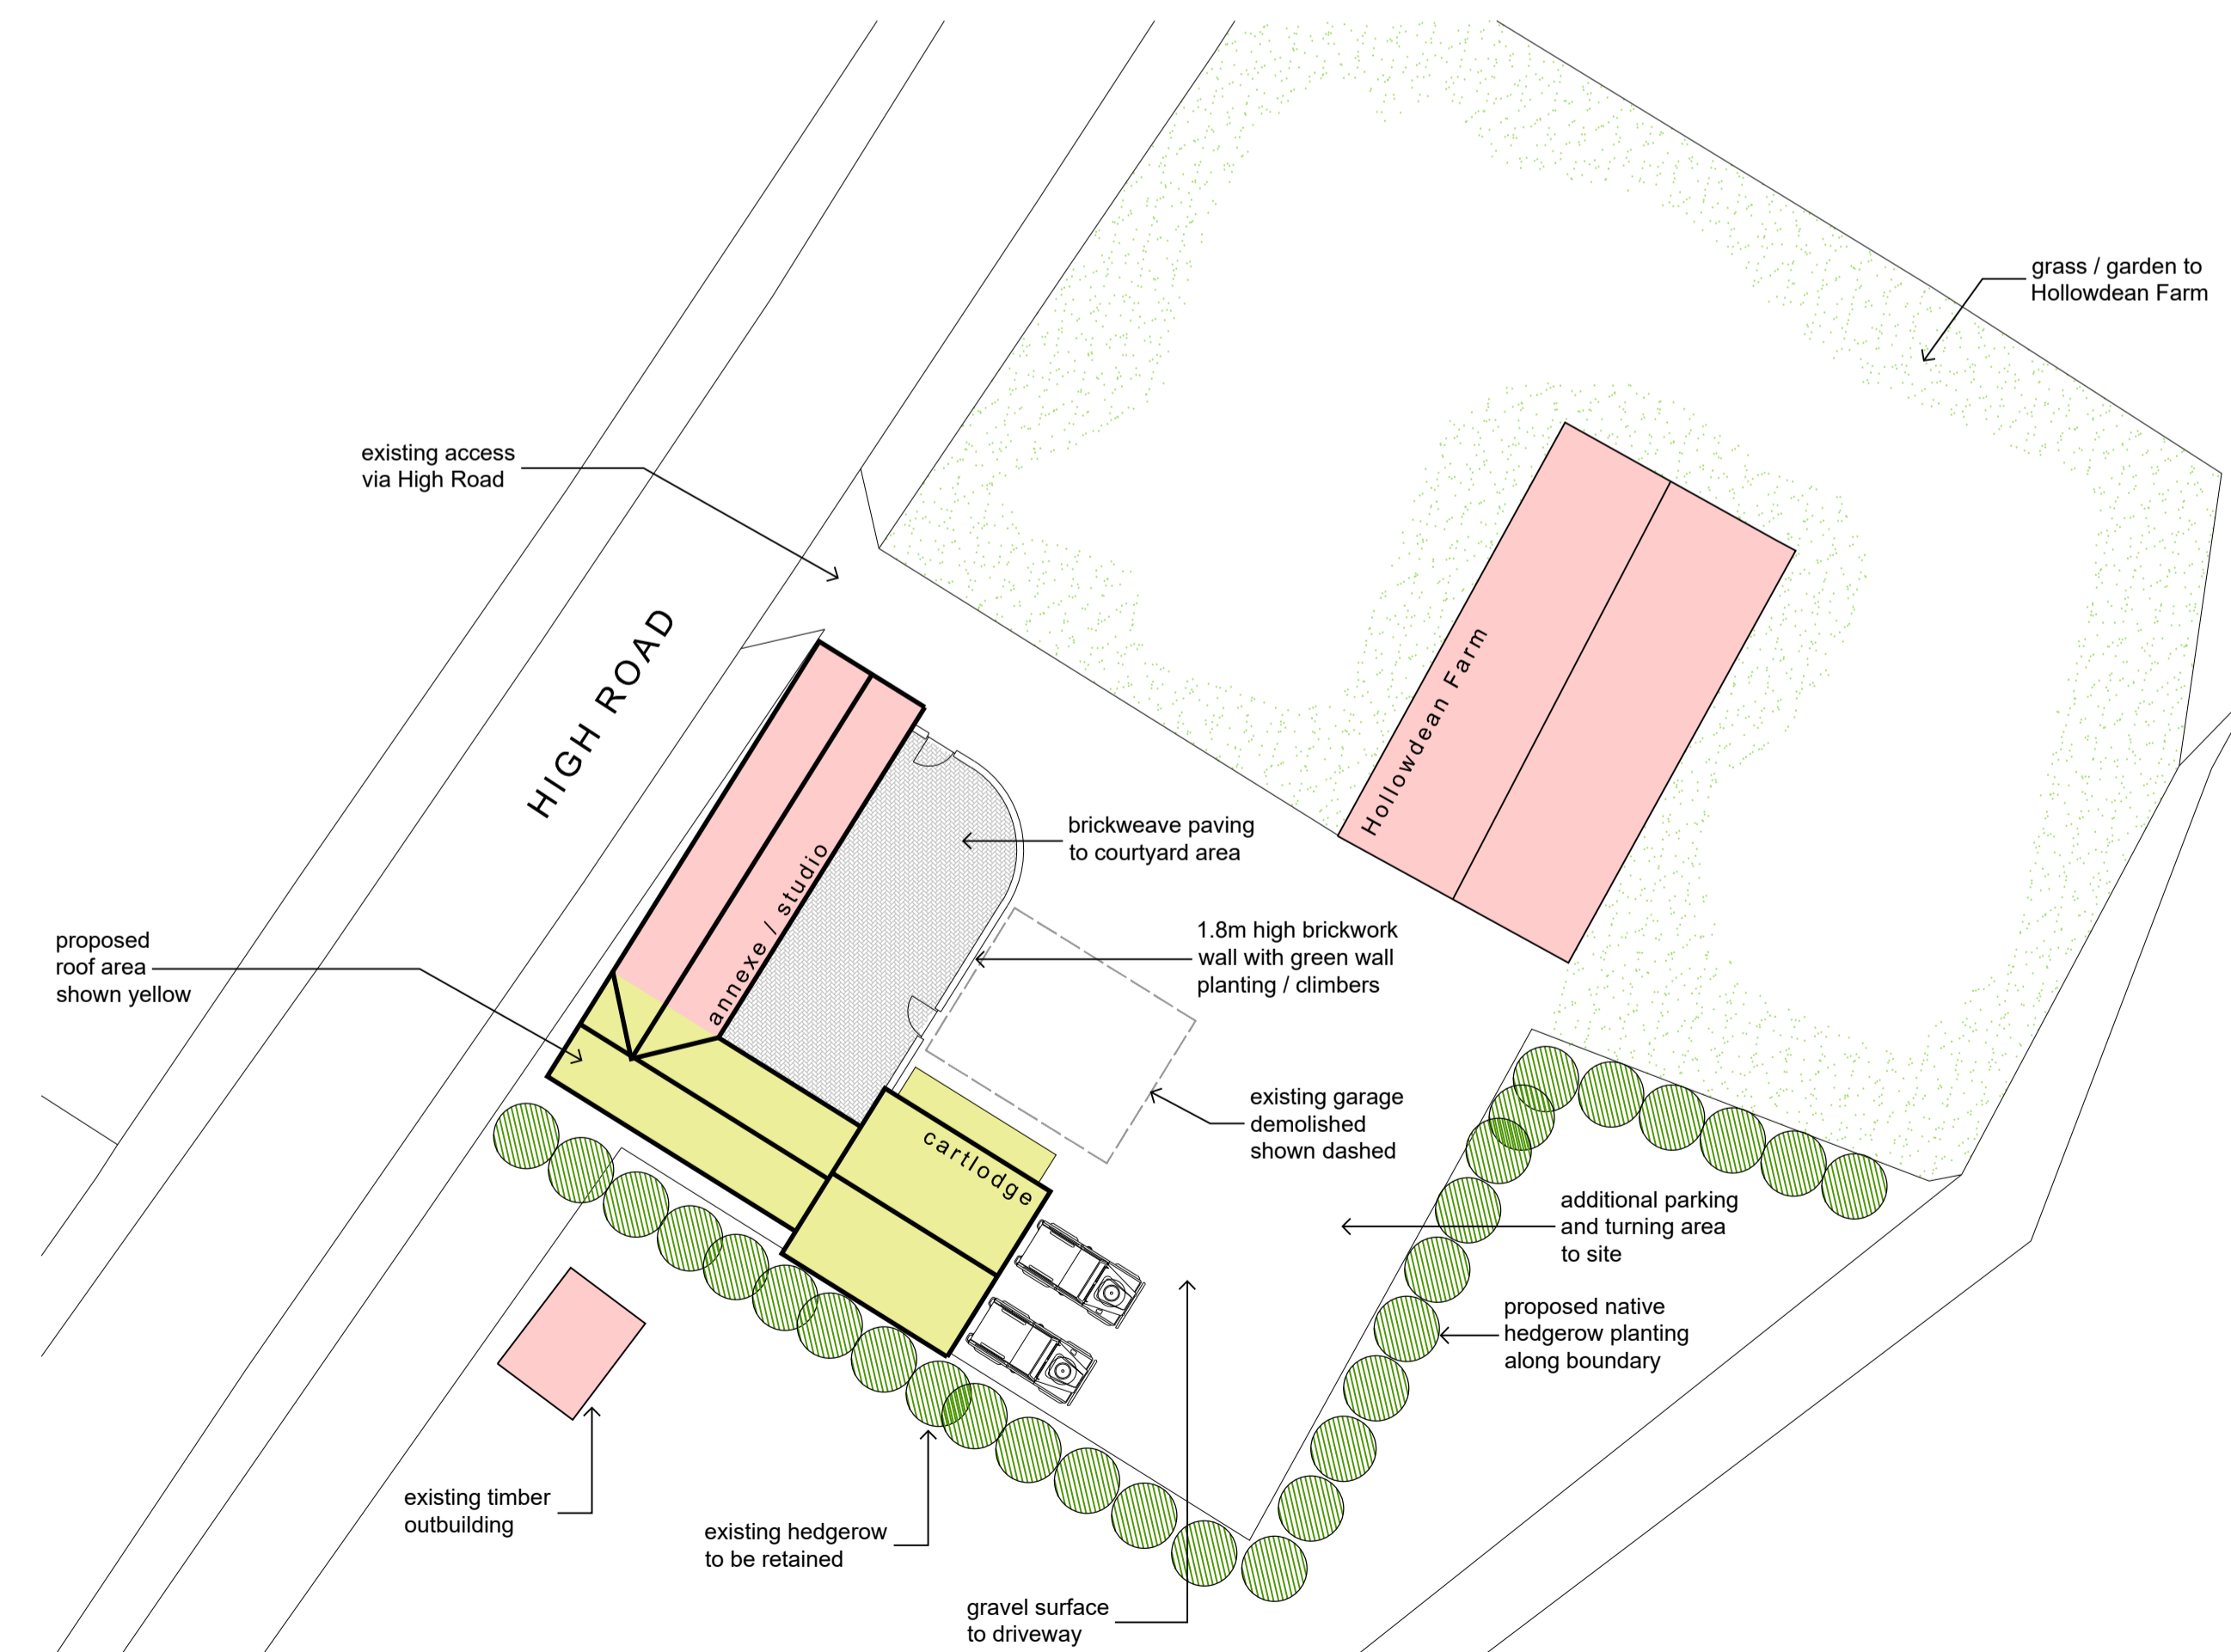 grass / garden to
Hollowdean Farm
existing access
via High Road
HIGH ROAD
Hollowdean Farm
brickweave paving
to courtyard area
annexe / studio
1.8m high brickwork
wall with green wall
planting / climbers
proposed
roof area
shown yellow
existing garage
demolished
shown dashed
cartlodge
additional parking
and turning area
to site
proposed native
hedgerow planting
along boundary
existing timber
outbuilding
existing hedgerow
to be retained
gravel surface
to driveway